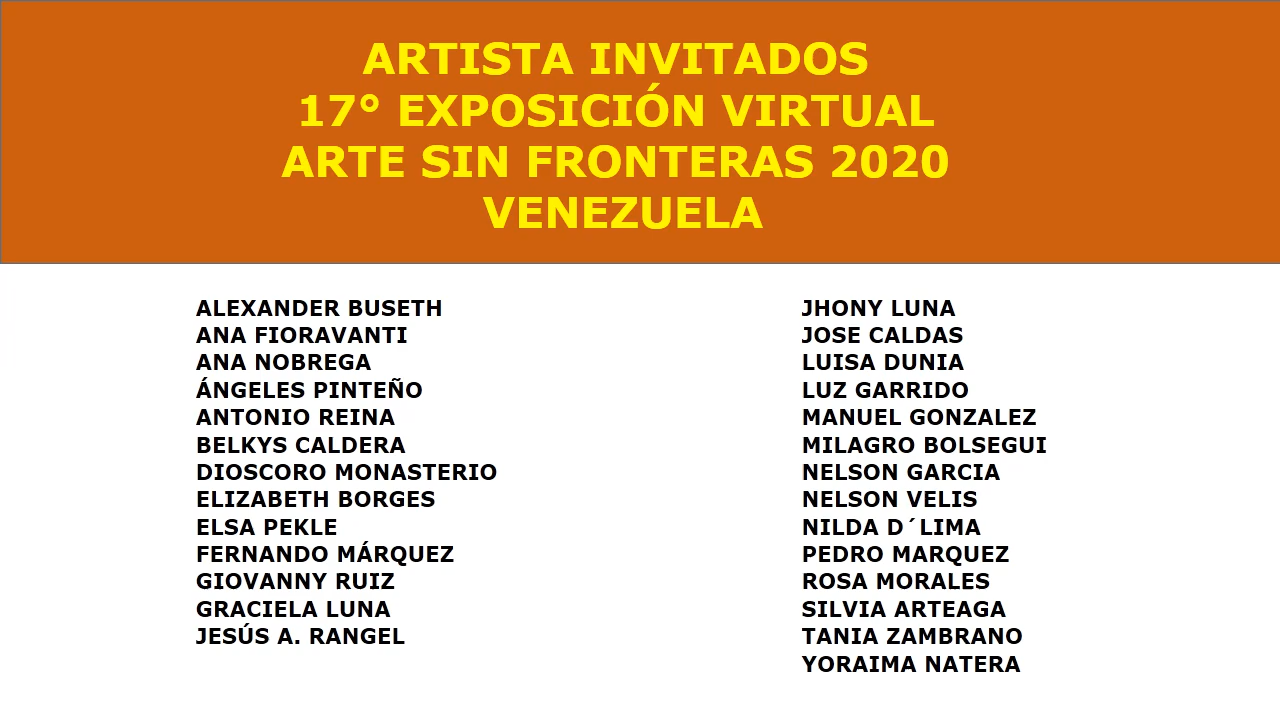 ARTISTA INVITADOS
17° EXPOSICIÓN VIRTUAL
ARTE SIN FRONTERAS 2020
VENEZUELA
ALEXANDER BUSETH
ANA FIORAVANTI
ANA NOBREGA
ÁNGELES PINTEÑO
ANTONIO REINA
BELKYS CALDERA
DIOSCORO MONASTERIO
ELIZABETH BORGES
ELSA PEKLE
FERNANDO MÁRQUEZ
GIOVANNY RUIZ
GRACIELA LUNA
JESÚS A. RANGEL
JHONY LUNA
JOSE CALDAS
LUISA DUNIA
LUZ GARRIDO
MANUEL GONZALEZ
MILAGRO BOLSEGUI
NELSON GARCIA
NELSON VELIS
NILDA D´LIMA
PEDRO MARQUEZ
ROSA MORALES
SILVIA ARTEAGA
TANIA ZAMBRANO
YORAIMA NATERA